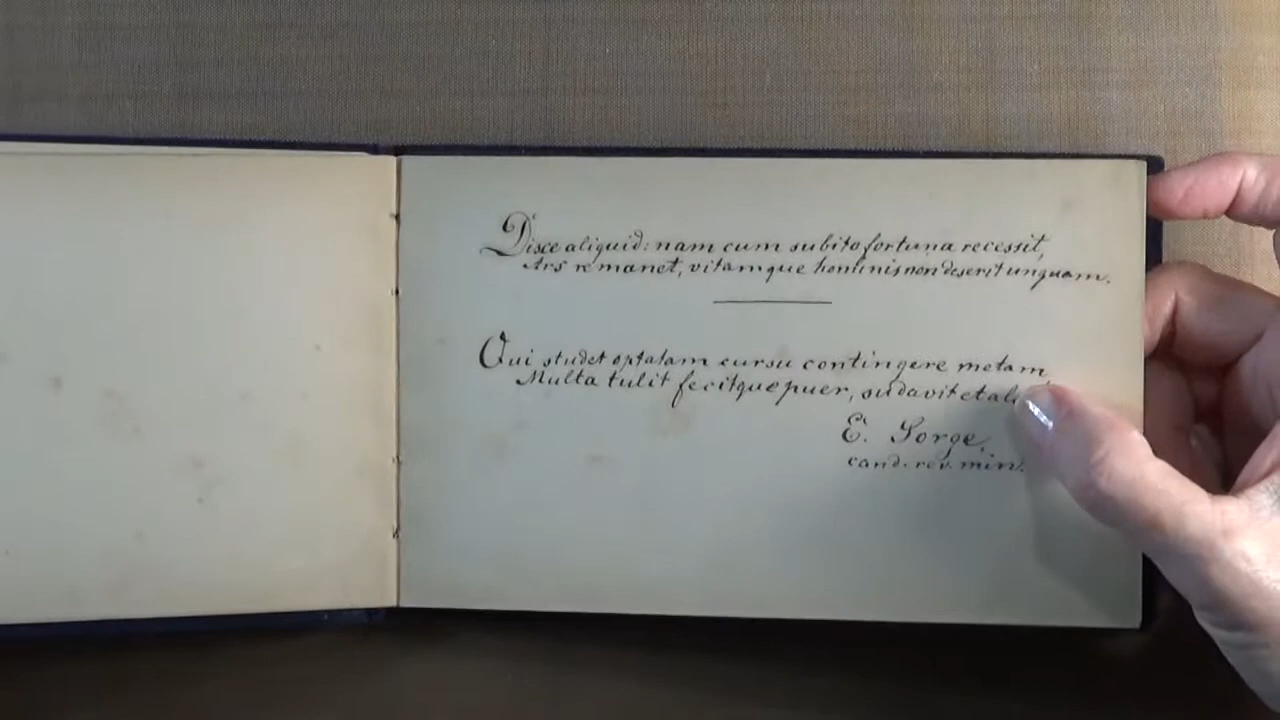 Disce aliquid: nam cum subito fortuna recessit,
Ars remanet, vitamque hominis non deserit unquam.
Qui studet optatam cursu contingere metam
Multa tulit fecitque puer, sudavit et
E. Sorge,
cand. rev. min.